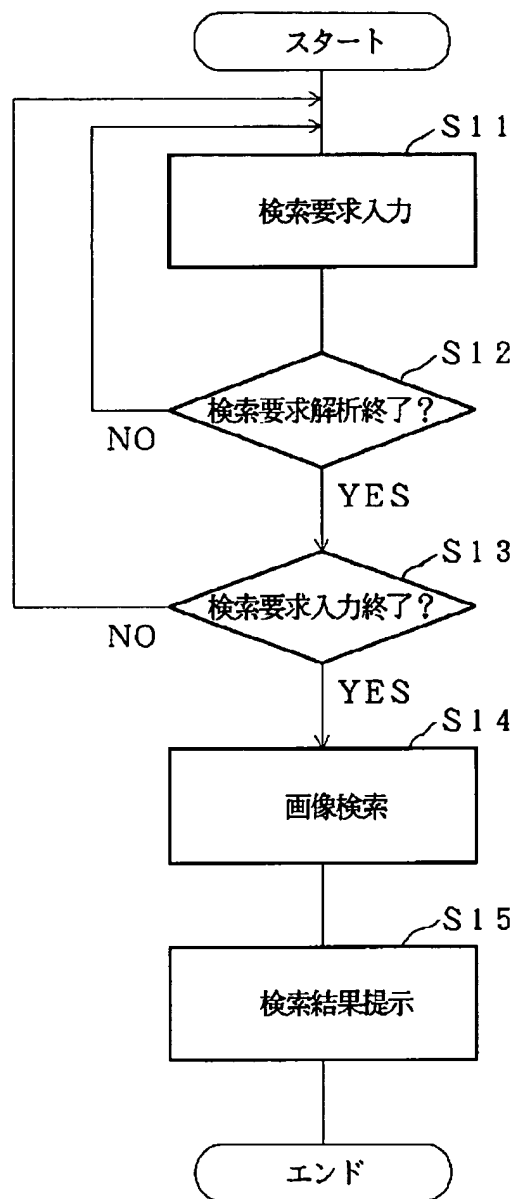 スタート
S11
検索要求入力
S12
検索要求解析終了?
NO
YES
S13
検索要求入力終了?
NO
YES
S14
画像検索
S15
検索結果提示
エンド